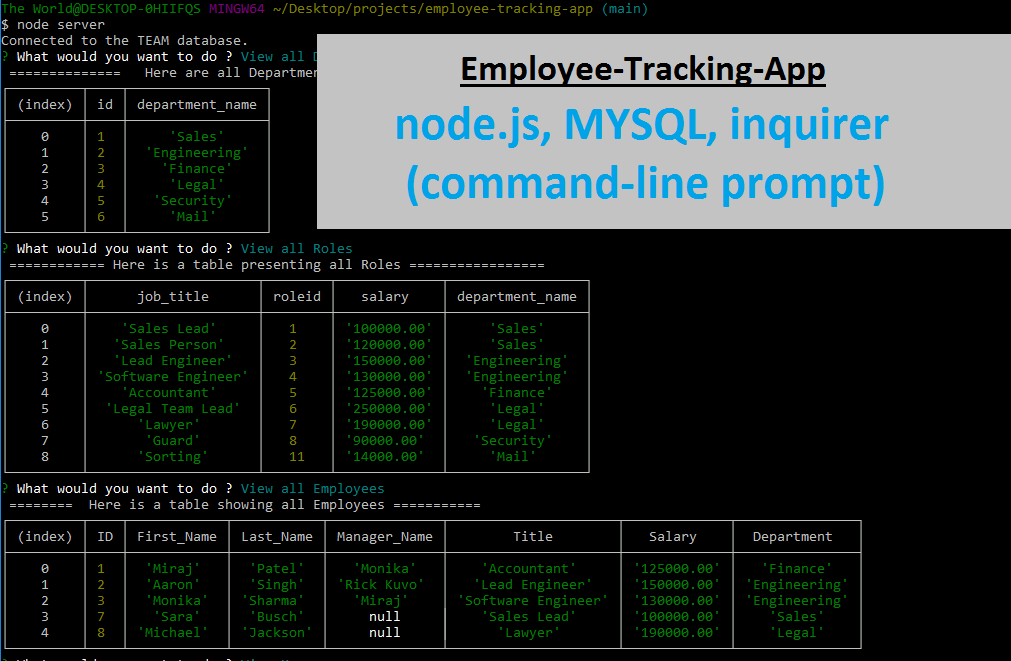 The World@DESKTOP-0HIIFQS MINGW64 ~/Desktop/projects/employee-tracking-app (main)
$ node server
Connected to the TEAM database.
? What would you want to do ? View all D
============== Here are all Departmen
Employee-Tracking-App
node.js, MYSQL, inquirer
(command-line prompt)
(index) id department_name
0 1 'Sales'
1 2 'Engineering'
2 3 'Finance'
3 4 'Legal'
4 5 'Security'
5 6 'Mail'
? What would you want to do ? View all Roles
============ Here is a table presenting all Roles =================
(index) job_title roleid salary department_name
0 'Sales Lead' 1 '100000.00' 'Sales'
1 'Sales Person' 2 '120000.00' 'Sales'
2 'Lead Engineer' 3 '150000.00' 'Engineering'
3 'Software Engineer' 4 '130000.00' 'Engineering'
4 'Accountant' 5 '125000.00' 'Finance'
5 'Legal Team Lead' 6 '250000.00' 'Legal'
6 'Lawyer' 7 '190000.00' 'Legal'
7 'Guard' 8 '90000.00' 'Security'
8 'Sorting' 11 '14000.00' 'Mail'
? What would you want to do ? View all Employees
======== Here is a table showing all Employees ===========
(index) ID First_Name Last_Name Manager_Name Title Salary Department
0 1 'Miraj' 'Patel' 'Monika' 'Accountant' '125000.00' 'Finance'
1 2 'Aaron' 'Singh' 'Rick Kuvo' 'Lead Engineer' '150000.00' 'Engineering'
2 3 'Monika' 'Sharma' 'Miraj' 'Software Engineer' '130000.00' 'Engineering'
3 7 'Sara' 'Busch' null 'Sales Lead' '100000.00' 'Sales'
4 8 'Michael' 'Jackson' null 'Lawyer' '190000.00' 'Legal'